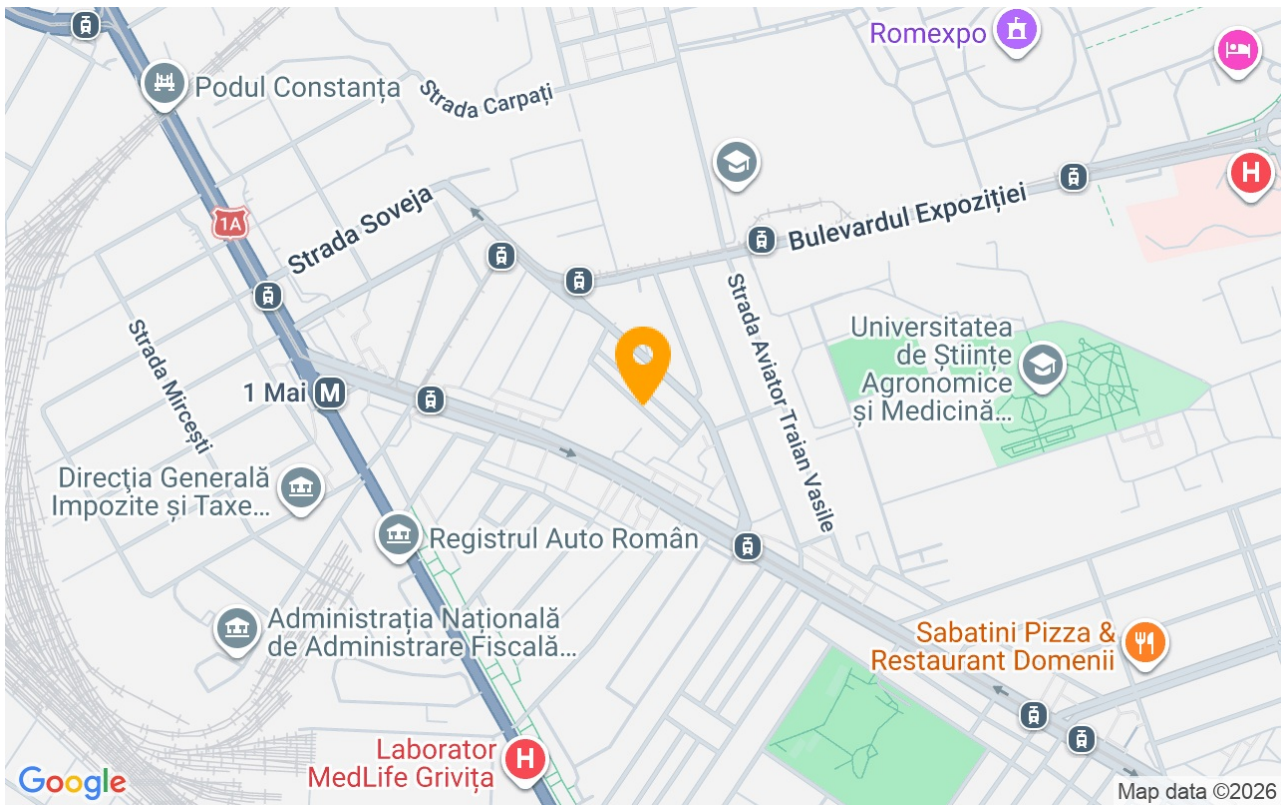 Romexpo
Podul Constanța
Strada Carpați
H
1A
Strada Soveja
Bulevardul Expoziției
Strada Aviator Traian Vasile
Strada Mircești
Universitatea
de Științe
Agronomice
și Medicină...
1 Mai
M
Direcţia Generală
Impozite și Taxe...
Registrul Auto Român
Administrația Națională
de Administrare Fiscală...
Sabatini Pizza &
Restaurant Domenii
Laborator
MedLife Grivița
H
Google
Map data ©2026